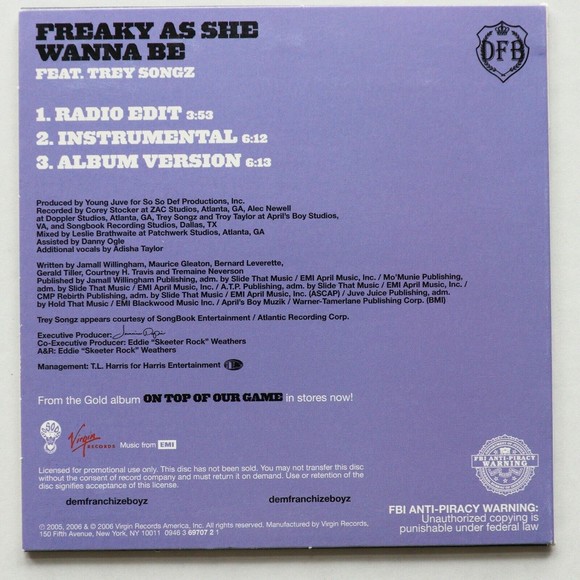 FREAKY AS SHE
WANNA BE
FEAT. TREY SONGZ
DFB
1. RADIO EDIT 3:53
2. INSTRUMENTAL 6:12
3. ALBUM VERSION 6:13
Produced by Young Juve for So So Def Productions, Inc.
Recorded by Corey Stocker at ZAC Studios, Atlanta, GA, Alec Newell
at Doppler Studios, Atlanta, GA, Trey Songz and Troy Taylor at April's Boy Studios,
VA, and Songbook Recording Studios, Dallas, TX
Mixed by Leslie Brathwaite at Patchwerk Studios, Atlanta, GA
Assisted by Danny Ogle
Additional vocals by Adisha Taylor
Written by Jamall Willingham, Maurice Gleaton, Bernard Leverette,
Gerald Tiller, Courtney H. Travis and Tremaine Neverson
Published by Jamall Willingham Publishing, adm. by Slide That Music / EMI April Music, Inc. / Mo'Munie Publishing,
adm. by Slide That Music / EMI April Music, Inc. / A.T.P. Publishing, adm. by Slide That Music / EMI April Music, Inc. /
CMP Rebirth Publishing, adm. by Slide That Music / EMI April Music, Inc. (ASCAP) / Juve Juice Publishing, adm.
by Hold That Music / EMI Blackwood Music Inc. / April's Boy Muzik / Warner-Tamerlane Publishing Corp. (BMI)
Trey Songz appears courtesy of SongBook Entertainment / Atlantic Recording Corp.
Executive Producer:
Co-Executive Producer: Eddie "Skeeter Rock" Weathers
A&R: Eddie "Skeeter Rock" Weathers
Management: T.L. Harris for Harris Entertainment
From the Gold album ON TOP OF OUR GAME in stores now!
Virgin RECORDS Music from EMI
FBI ANTI-PIRACY
WARNING
Licensed for promotional use only. This disc has not been sold. You may not transfer this disc
without the consent of record company and must return it on demand. Use or retention of the
disc signifies acceptance of this license.
demfranchizeboyz demfranchizeboyz
FBI ANTI-PIRACY WARNING:
Unauthorized copying is
punishable under federal law
℗ 2005, 2006 & © 2006 Virgin Records America, Inc. All rights reserved. Manufactured by Virgin Records,
150 Fifth Avenue, New York, NY 10011 0946 3 69707 2 1